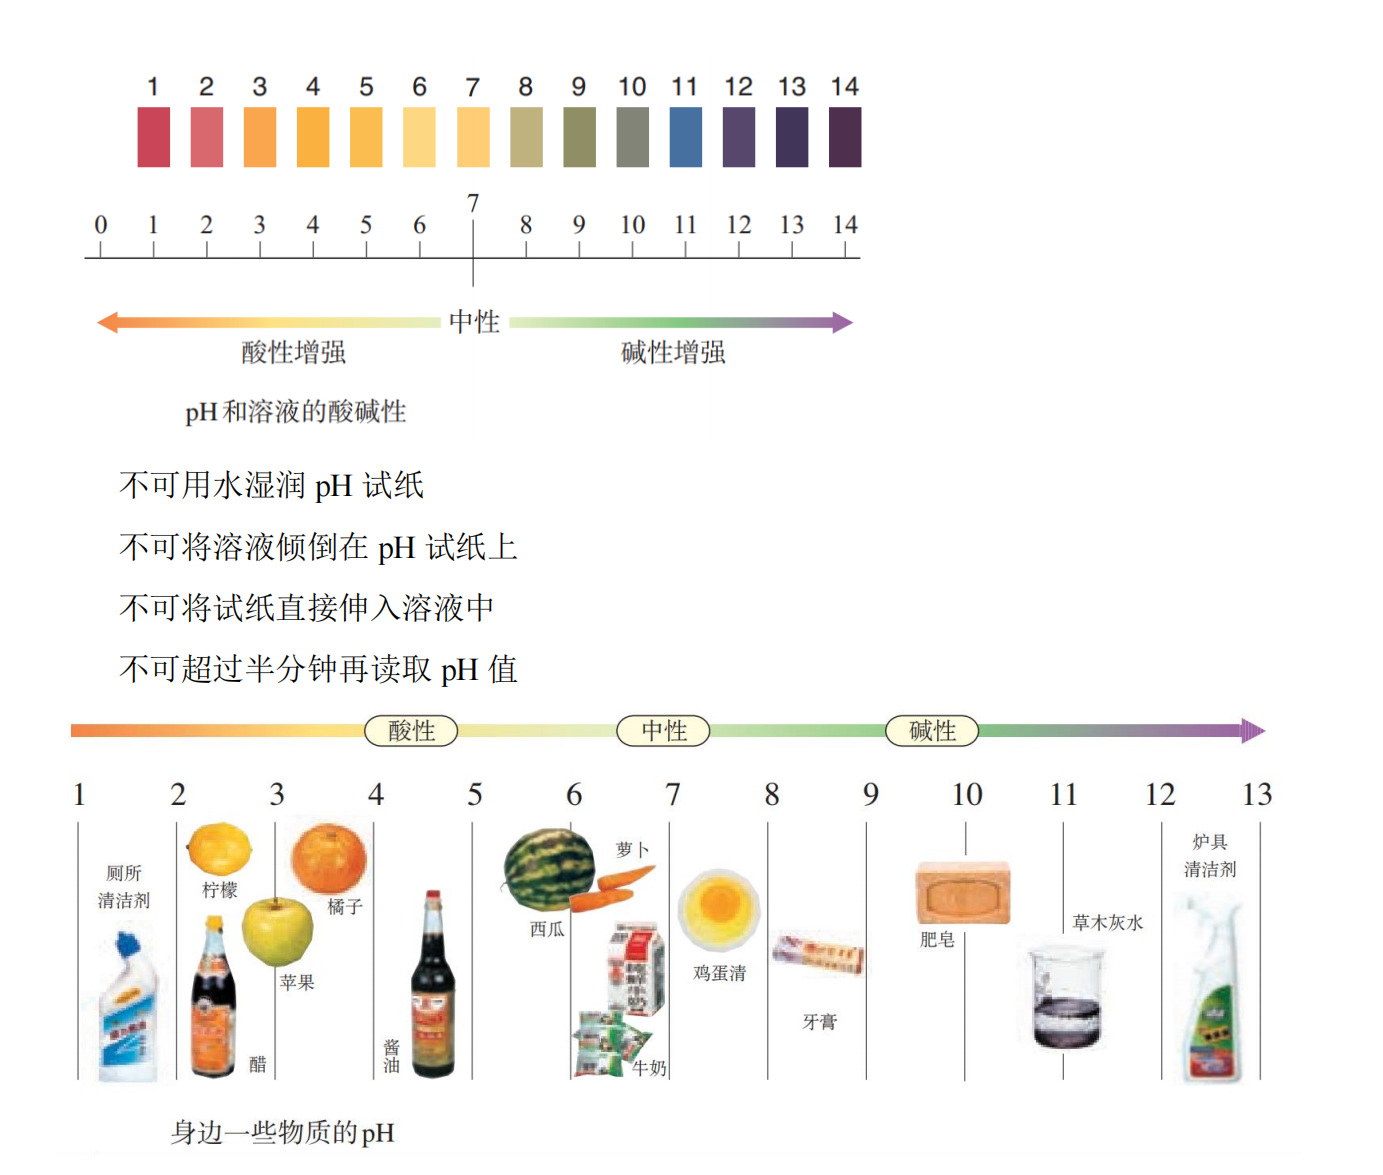 1 2 3 4 5 6 7 8 9 10 11 12 13 14
0 1 2 3 4 5 6 7 8 9 10 11 12 13 14
中性
酸性增强 碱性增强
pH和溶液的酸碱性
不可用水湿润 pH 试纸
不可将溶液倾倒在 pH 试纸上
不可将试纸直接伸入溶液中
不可超过半分钟再读取 pH 值
酸性 中性 碱性
1 2 3 4 5 6 7 8 9 10 11 12 13
厕所
清洁剂
柠檬
醋
苹果
橘子
酱
油
西瓜
萝卜
牛奶
鸡蛋清
牙膏
肥皂
草木灰水
炉具
清洁剂
身边一些物质的pH